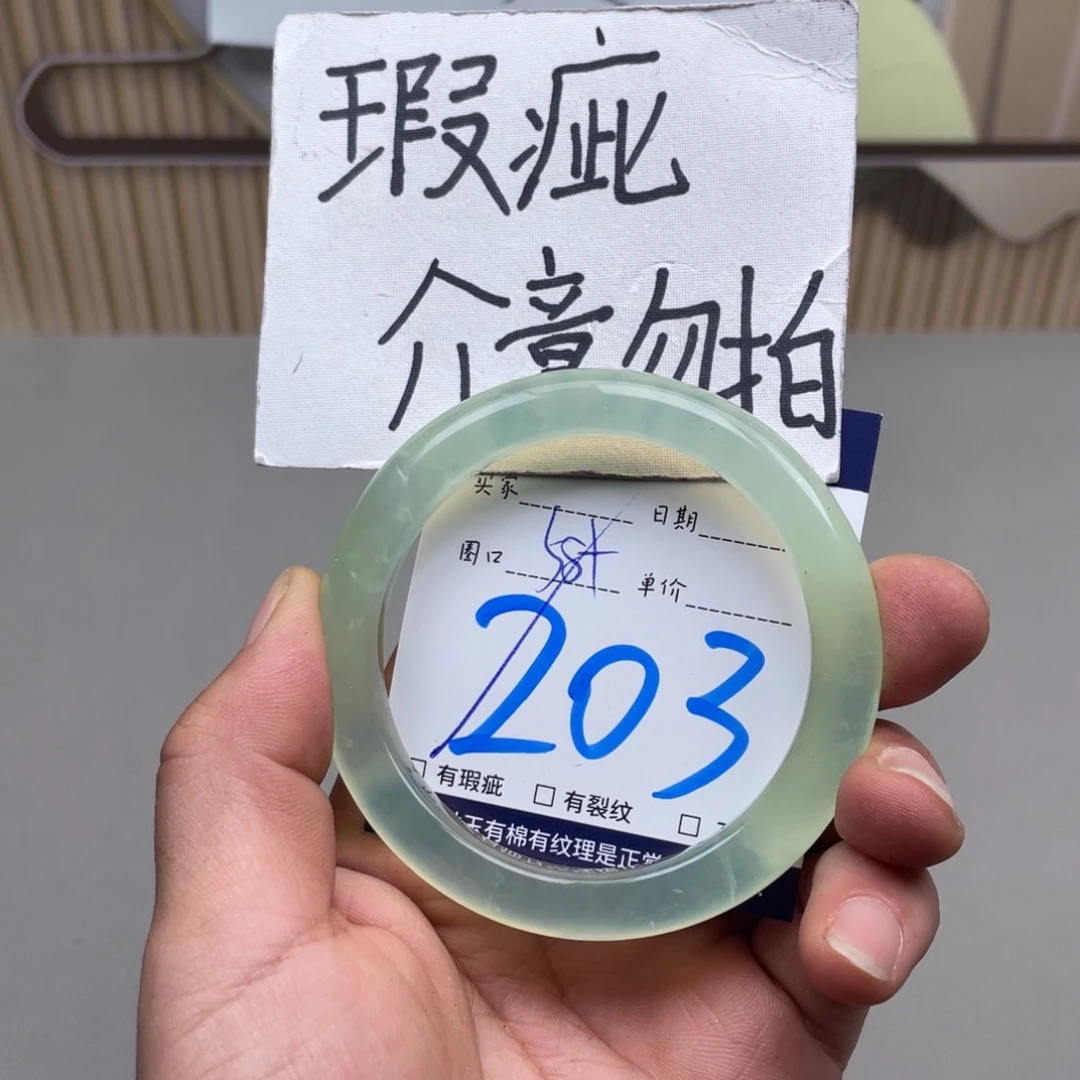 瑕疵
介意勿拍
买家 日期
圈口 58+ 单价
203
□ 有瑕疵 □ 有裂纹 □
玉有棉有纹理是正常